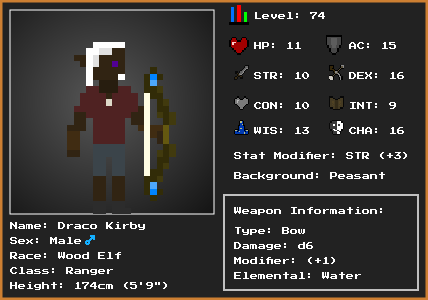 Level: 74
HP: 11 AC: 15
STR: 10 DEX: 16
CON: 10 INT: 9
WIS: 13 CHA: 16
Stat Modifier: STR (+3)
Background: Peasant
Weapon Information:
Type: Bow
Damage: d6
Modifier: (+1)
Elemental: Water
Name: Draco Kirby
Sex: Male ♂
Race: Wood Elf
Class: Ranger
Height: 174cm (5'9")